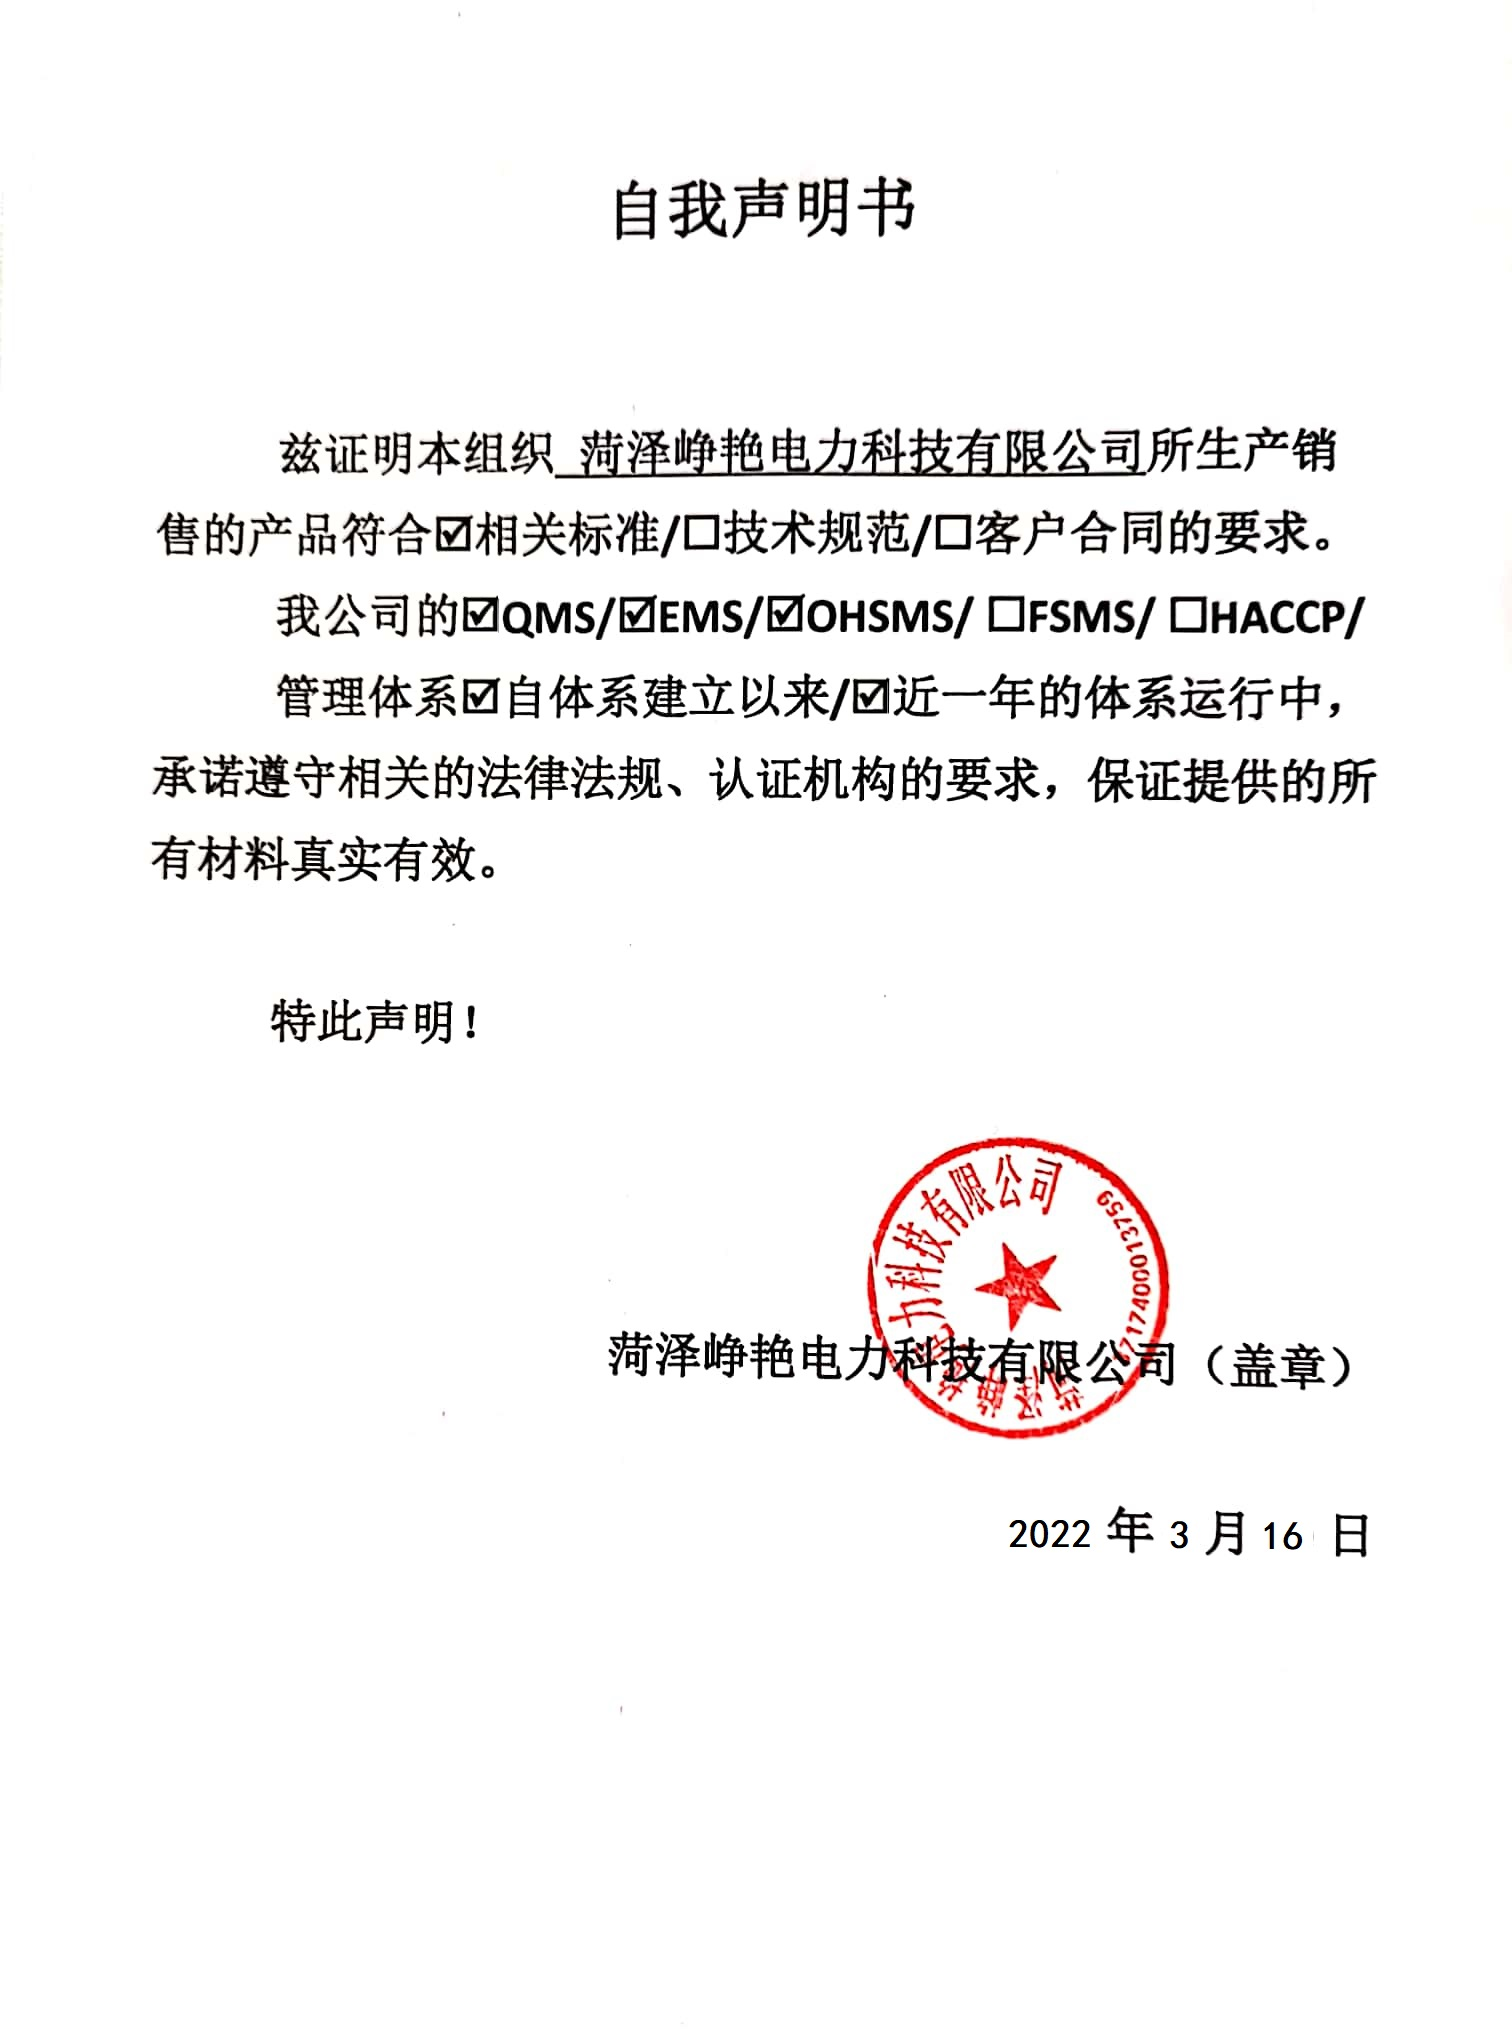 自我声明书
兹证明本组织 菏泽峥艳电力科技有限公司所生产销
售的产品符合☑相关标准/☐技术规范/☐客户合同的要求。
我公司的☑QMS/☑EMS/☑OHSMS/ ☐FSMS/ ☐HACCP/
管理体系☑自体系建立以来/☑近一年的体系运行中，
承诺遵守相关的法律法规、认证机构的要求，保证提供的所
有材料真实有效。
特此声明！
菏泽峥艳电力科技有限公司
菏泽峥艳电力科技有限公司（盖章）
2022 年 3 月 16 日